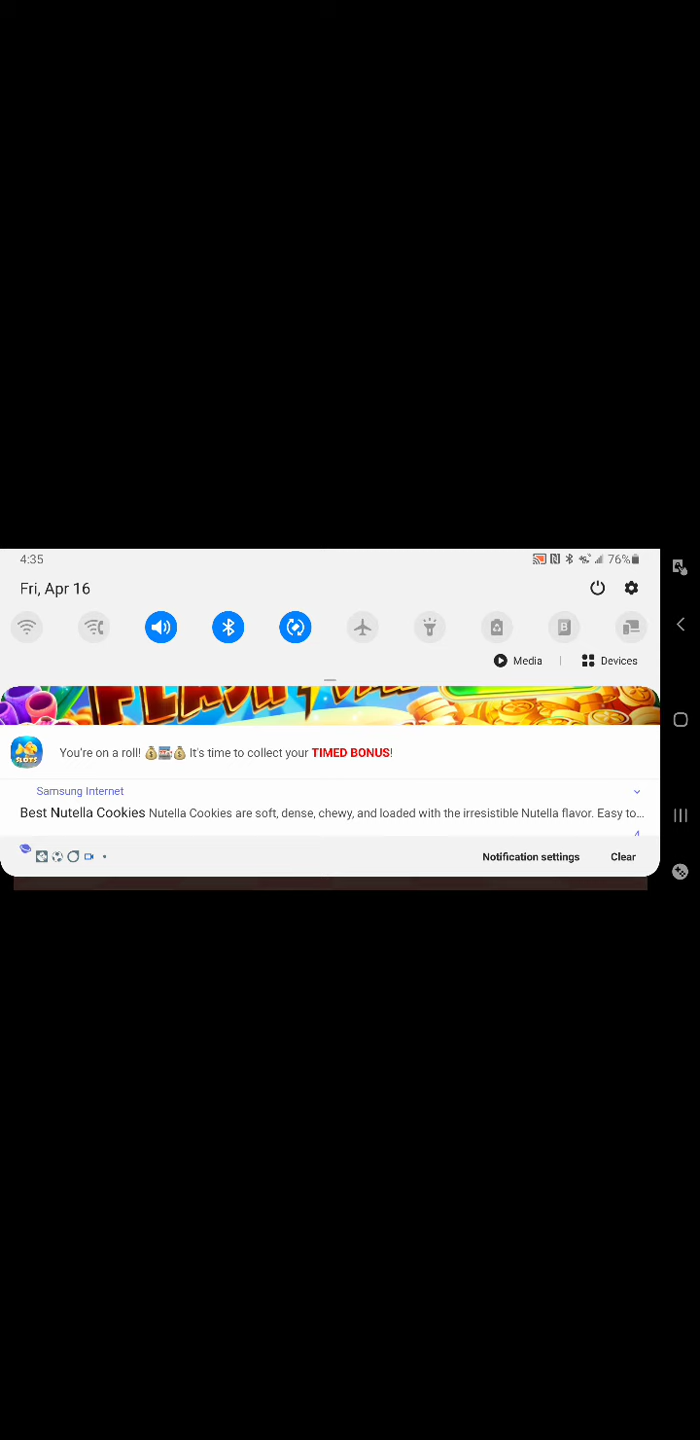 4:35
76%
Fri, Apr 16
Media
Devices
You're on a roll! It's time to collect your TIMED BONUS!
SLOTS
Samsung Internet
Best Nutella Cookies Nutella Cookies are soft, dense, chewy, and loaded with the irresistible Nutella flavor. Easy to...
Notification settings
Clear